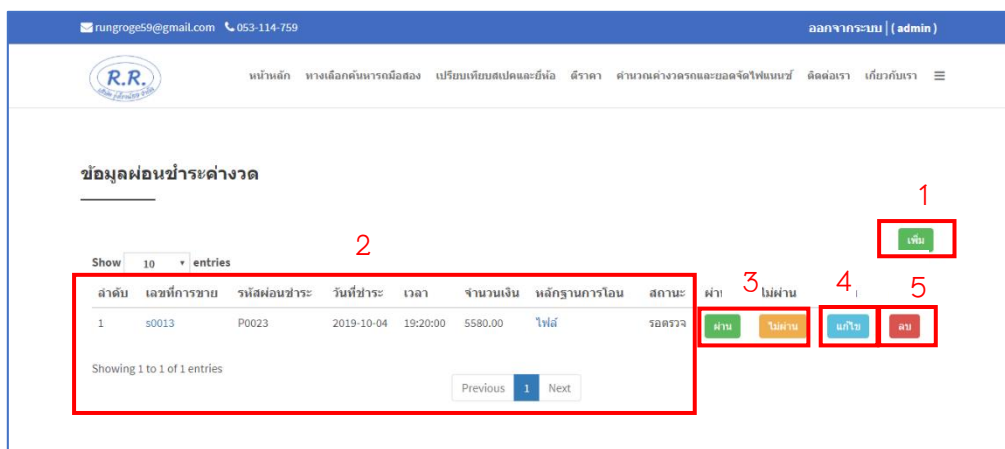 rungroge59@gmail.com 053-114-759 ออกจากระบบ | ( admin )
R.R.
หน้าหลัก ทางเลือกค้นหารถมือสอง เปรียบเทียบสเปคและยี่ห้อ ตีราคา คำนวณค่างวดรถและยอดจัดไฟแนนซ์ ติดต่อเรา เกี่ยวกับเรา
ข้อมูลผ่อนชำระค่างวด
1
เพิ่ม
2
Show 10 entries
3 4 5
ลำดับ เลขที่การขาย รหัสผ่อนชำระ วันที่ชำระ เวลา จำนวนเงิน หลักฐานการโอน สถานะ ไม่ผ่าน
1 s0013 P0023 2019-10-04 19:20:00 5580.00 ไฟล์ รอตรวจ ผ่าน ไม่ผ่าน แก้ไข ลบ
Showing 1 to 1 of 1 entries
Previous 1 Next